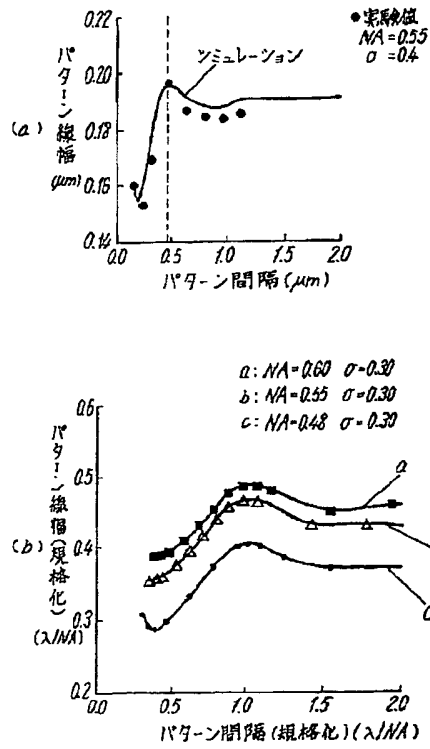 ●実験値
NA=0.55
σ=0.4
シミュレーション
(a)
パターン線幅
(μm)
0.20
0.18
0.16
0.14
0.0
0.5
1.0
1.5
2.0
パターン間隔(μm)
a: NA=0.60 σ=0.30
b: NA=0.55 σ=0.30
c: NA=0.48 σ=0.30
(b)
パターン線幅(規格化)
(λ/NA)
0.6
0.5
0.4
0.3
0.2
a
C
0.0
0.5
1.0
1.5
2.0
パターン間隔(規格化)(λ/NA)